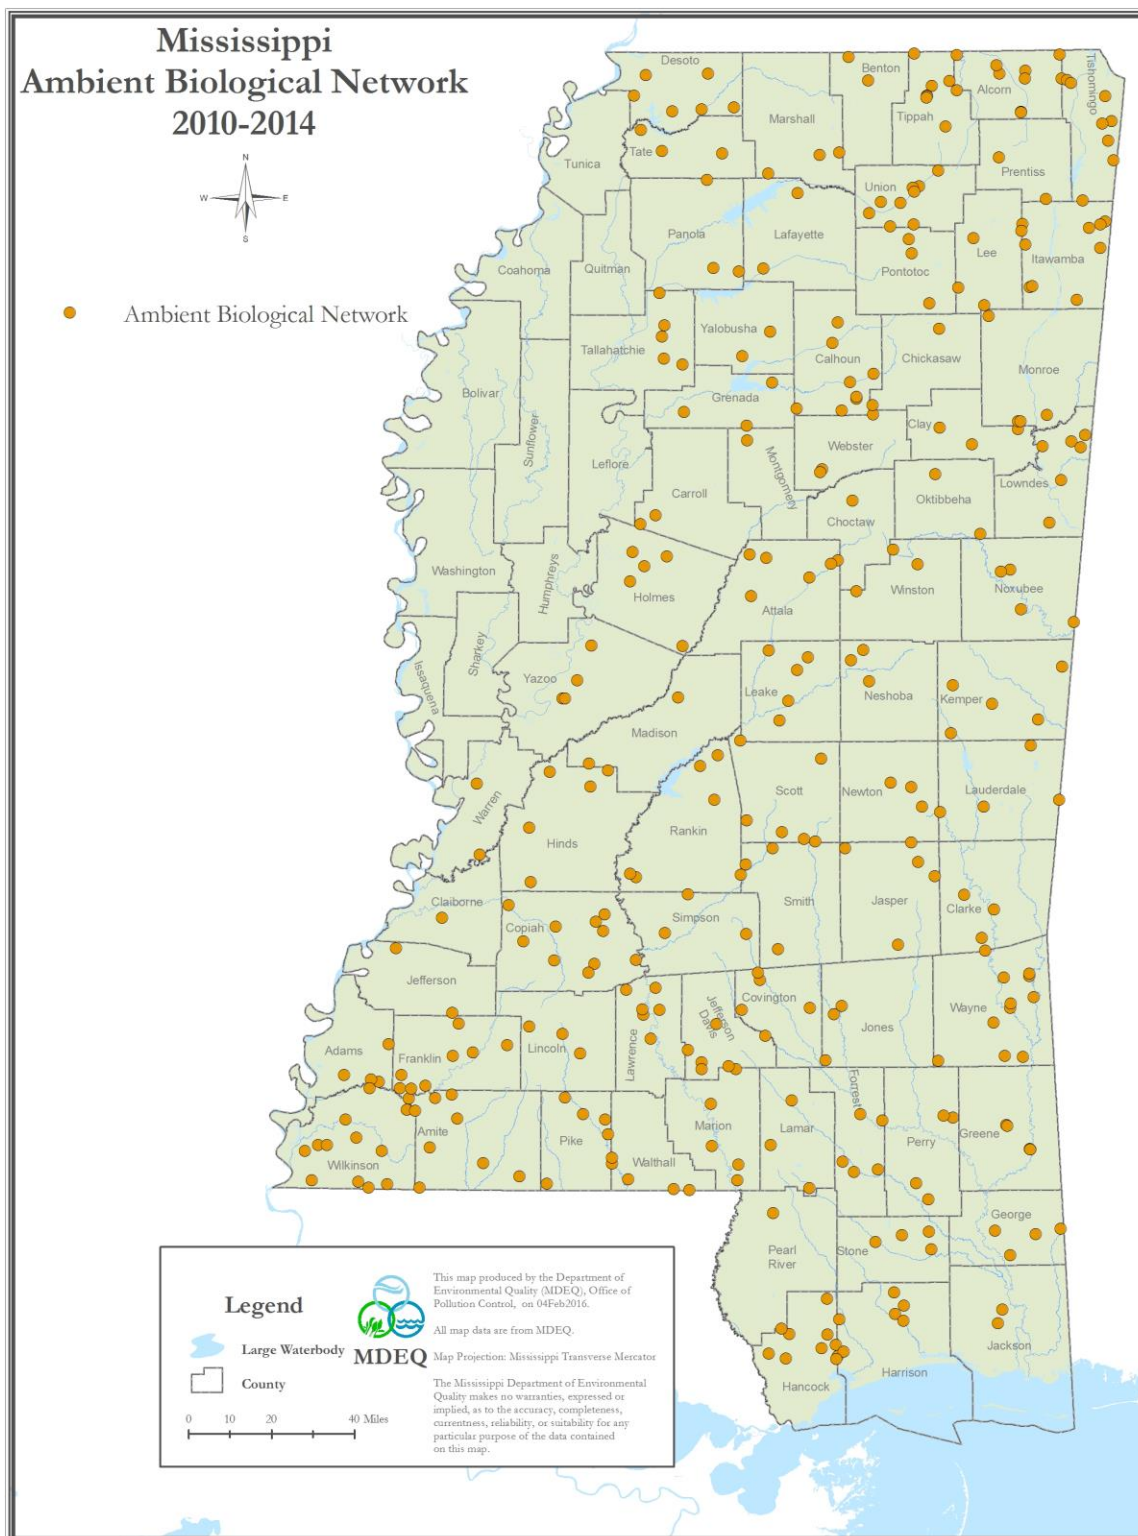 Mississippi
Ambient Biological Network
2010-2014
N
W
E
S
Ambient Biological Network
Desoto
Benton
Alcorn
Tishomingo
Tippah
Marshall
Tunica
Tate
Prentiss
Union
Panola
Lafayette
Lee
Itawamba
Coahoma
Quitman
Pontotoc
Yalobusha
Tallahatchie
Calhoun
Chickasaw
Monroe
Bolivar
Grenada
Sunflower
Clay
Webster
Leflore
Montgomery
Carroll
Oktibbeha
Lowndes
Choctaw
Washington
Humphreys
Holmes
Attala
Winston
Noxubee
Sharkey
Issaquena
Yazoo
Leake
Neshoba
Kemper
Madison
Warren
Scott
Newton
Lauderdale
Rankin
Hinds
Claiborne
Copiah
Simpson
Smith
Jasper
Clarke
Jefferson
Jefferson
Davis
Covington
Wayne
Jones
Lawrence
Adams
Franklin
Lincoln
Forrest
Marion
Lamar
Perry
Greene
Amite
Pike
Walthall
Wilkinson
George
Pearl
River
Stone
Jackson
Harrison
Hancock
Legend
Large Waterbody
County
0 10 20 40 Miles
MDEQ
This map produced by the Department of
Environmental Quality (MDEQ), Office of
Pollution Control, on 04Feb2016.
All map data are from MDEQ.
Map Projection: Mississippi Transverse Mercator
The Mississippi Department of Environmental
Quality makes no warranties, expressed or
implied, as to the accuracy, completeness,
currentness, reliability, or suitability for any
particular purpose of the data contained
on this map.